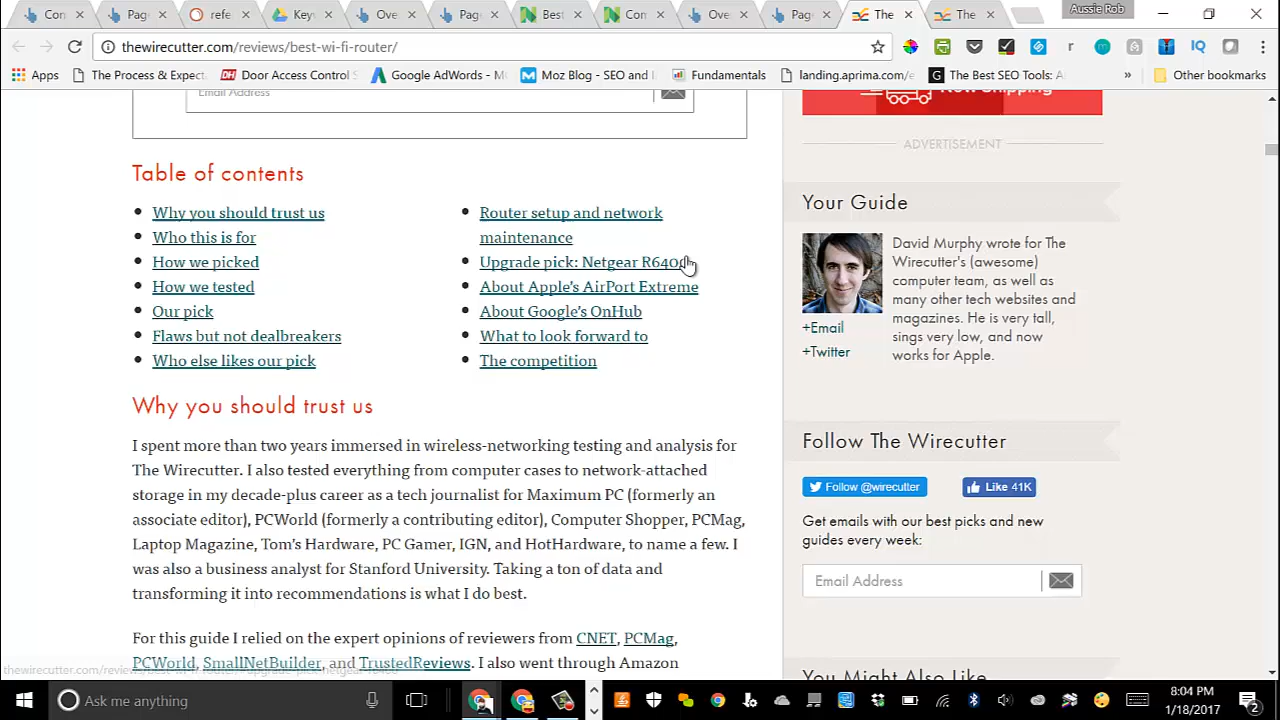 Con
Page
refe
Key
Ove
Pag
Best
Con
Ove
Pag
The
The
Aussie Rob
thewirecutter.com/reviews/best-wi-fi-router/
Apps
The Process & Expect
Door Access Control S
Google AdWords - M
Moz Blog - SEO and I
Fundamentals
landing.aprima.com/e
The Best SEO Tools: A
Other bookmarks
Email Address
Now Shipping
ADVERTISEMENT
Table of contents
Why you should trust us
Who this is for
How we picked
How we tested
Our pick
Flaws but not dealbreakers
Who else likes our pick
Router setup and network
maintenance
Upgrade pick: Netgear R6400
About Apple's AirPort Extreme
About Google's OnHub
What to look forward to
The competition
Your Guide
David Murphy wrote for The
Wirecutter's (awesome)
computer team, as well as
many other tech websites and
magazines. He is very tall,
sings very low, and now
works for Apple.
+Email
+Twitter
Why you should trust us
I spent more than two years immersed in wireless-networking testing and analysis for
The Wirecutter. I also tested everything from computer cases to network-attached
storage in my decade-plus career as a tech journalist for Maximum PC (formerly an
associate editor), PCWorld (formerly a contributing editor), Computer Shopper, PCMag,
Laptop Magazine, Tom's Hardware, PC Gamer, IGN, and HotHardware, to name a few. I
was also a business analyst for Stanford University. Taking a ton of data and
transforming it into recommendations is what I do best.
For this guide I relied on the expert opinions of reviewers from CNET, PCMag,
PCWorld, SmallNetBuilder, and TrustedReviews. I also went through Amazon
Follow The Wirecutter
Follow @wirecutter
Like 41K
Get emails with our best picks and new
guides every week:
Email Address
You Might Also Like
Ask me anything
8:04 PM
1/18/2017
2